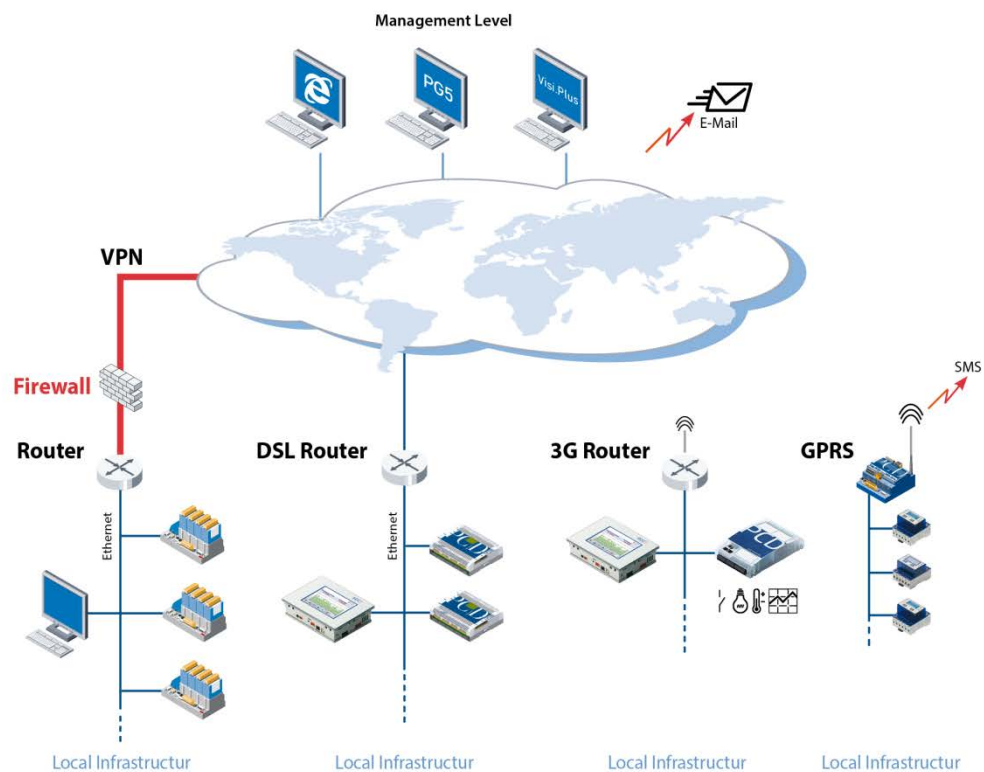 Management Level
PG5
Visi.Plus
E-Mail
VPN
Firewall
SMS
Router
DSL Router
3G Router
GPRS
Ethernet
Ethernet
PCD
PCD
PCD
Local Infrastructur
Local Infrastructur
Local Infrastructur
Local Infrastructur